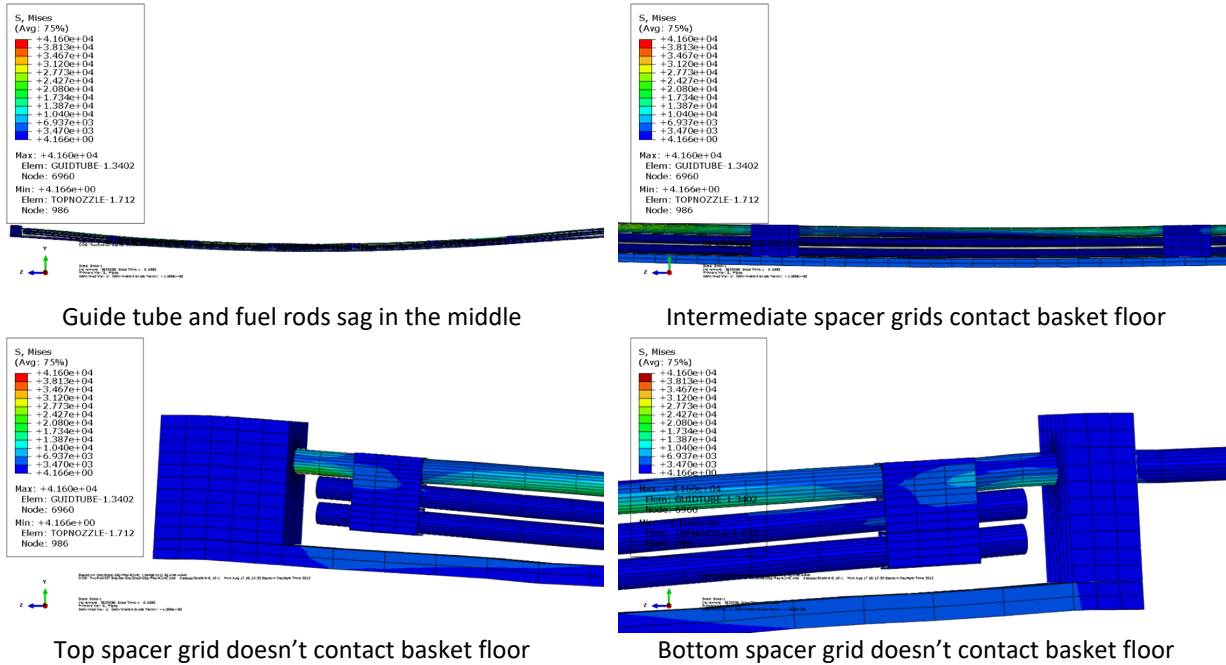 S, Mises
(Avg: 75%)
+4.160e+04
+3.813e+04
+3.467e+04
+3.120e+04
+2.773e+04
+2.427e+04
+2.080e+04
+1.734e+04
+1.387e+04
+1.040e+04
+6.937e+03
+3.470e+03
+4.166e+00
Max: +4.160e+04
Elem: GUIDTUBE-1.3402
Node: 6960
Min: +4.166e+00
Elem: TOPNOZZLE-1.712
Node: 986
Y
Z
Guide tube and fuel rods sag in the middle
S, Mises
(Avg: 75%)
+4.160e+04
+3.813e+04
+3.467e+04
+3.120e+04
+2.773e+04
+2.427e+04
+2.080e+04
+1.734e+04
+1.387e+04
+1.040e+04
+6.937e+03
+3.470e+03
+4.166e+00
Max: +4.160e+04
Elem: GUIDTUBE-1.3402
Node: 6960
Min: +4.166e+00
Elem: TOPNOZZLE-1.712
Node: 986
Y
Z
Intermediate spacer grids contact basket floor
S, Mises
(Avg: 75%)
+4.160e+04
+3.813e+04
+3.467e+04
+3.120e+04
+2.773e+04
+2.427e+04
+2.080e+04
+1.734e+04
+1.387e+04
+1.040e+04
+6.937e+03
+3.470e+03
+4.166e+00
Max: +4.160e+04
Elem: GUIDTUBE-1.3402
Node: 6960
Min: +4.166e+00
Elem: TOPNOZZLE-1.712
Node: 986
Y
Z
Top spacer grid doesn’t contact basket floor
S, Mises
(Avg: 75%)
+4.160e+04
+3.813e+04
+3.467e+04
+3.120e+04
+2.773e+04
+2.427e+04
+2.080e+04
+1.734e+04
+1.387e+04
+1.040e+04
+6.937e+03
+3.470e+03
+4.166e+00
Max: +4.160e+04
Elem: GUIDTUBE-1.3402
Node: 6960
Y
Z
Bottom spacer grid doesn’t contact basket floor